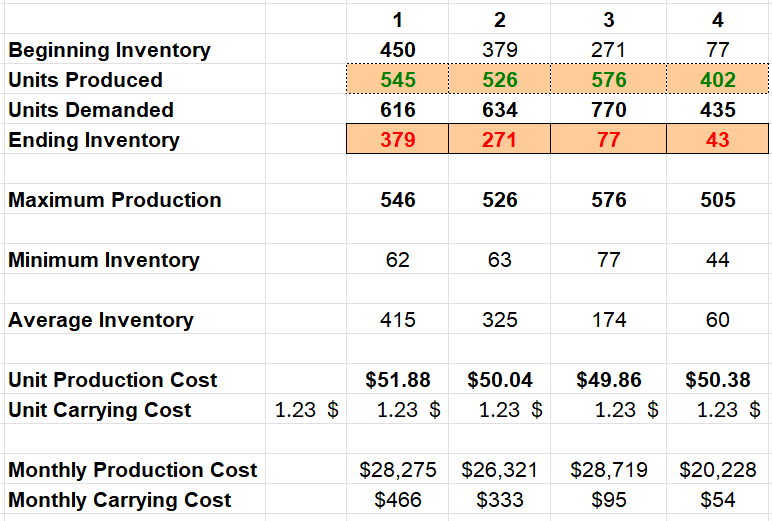 1 2 3 4
Beginning Inventory 450 379 271 77
Units Produced 545 526 576 402
Units Demanded 616 634 770 435
Ending Inventory 379 271 77 43
Maximum Production 546 526 576 505
Minimum Inventory 62 63 77 44
Average Inventory 415 325 174 60
Unit Production Cost $51.88 $50.04 $49.86 $50.38
Unit Carrying Cost 1.23 $ 1.23 $ 1.23 $ 1.23 $ 1.23 $
Monthly Production Cost $28,275 $26,321 $28,719 $20,228
Monthly Carrying Cost $466 $333 $95 $54